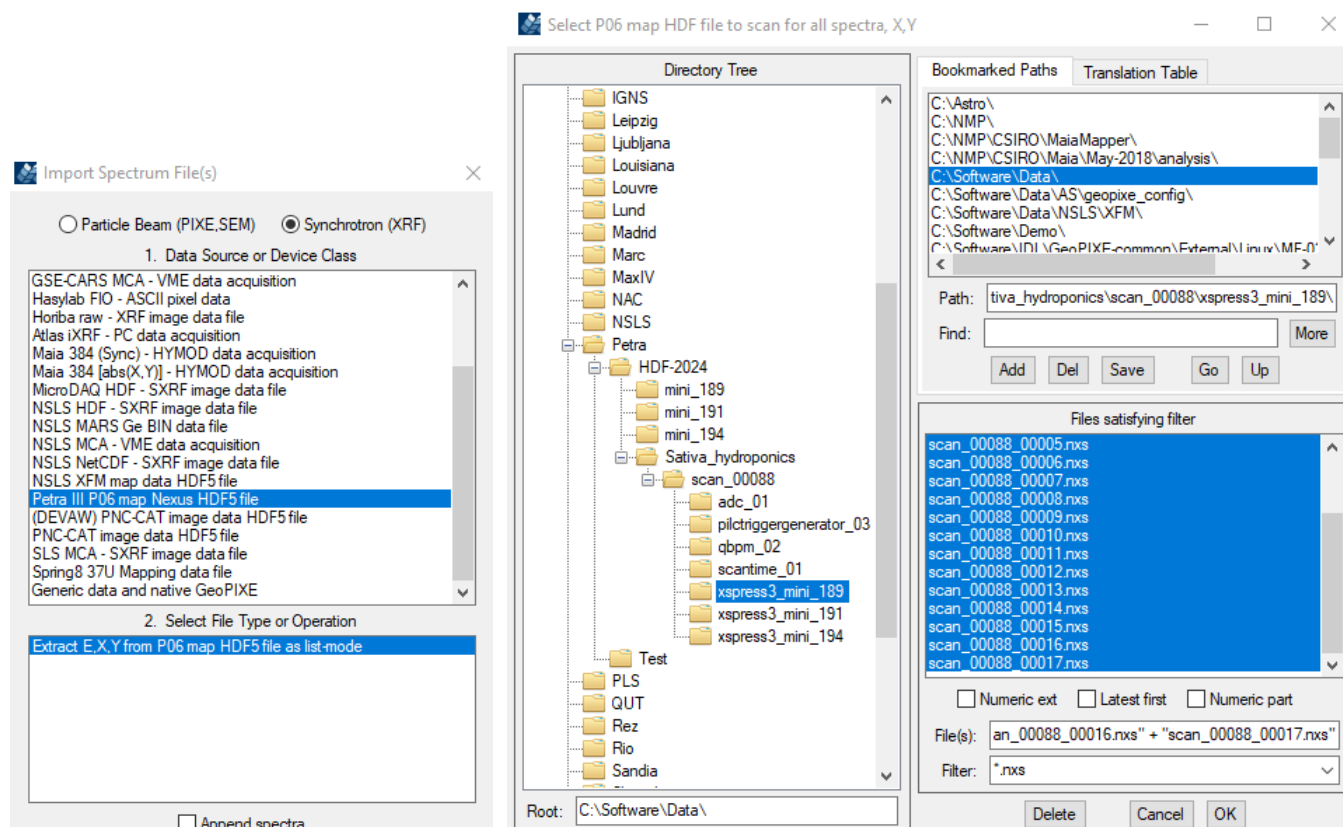 Import Spectrum File(s)
Particle Beam (PIXE,SEM) Synchrotron (XRF)
1. Data Source or Device Class
GSE-CARS MCA - VME data acquisition
Hasylab FIO - ASCII pixel data
Horiba raw - XRF image data file
Atlas iXRF - PC data acquisition
Maia 384 (Sync) - HYMOD data acquisition
Maia 384 [abs(X,Y)] - HYMOD data acquisition
MicroDAQ HDF - SXRF image data file
NSLS HDF - SXRF image data file
NSLS MARS Ge BIN data file
NSLS MCA - VME data acquisition
NSLS NetCDF - SXRF image data file
NSLS XFM map data HDF5 file
Petra III P06 map Nexus HDF5 file
(DEVAW) PNC-CAT image data HDF5 file
PNC-CAT image data HDF5 file
SLS MCA - SXRF image data file
Spring8 37U Mapping data file
Generic data and native GeoPIXE
2. Select File Type or Operation
Extract E,X,Y from P06 map HDF5 file as list-mode
Append spectra
Select P06 map HDF file to scan for all spectra, X,Y
Directory Tree
IGNS
Leipzig
Ljubljana
Louisiana
Louvre
Lund
Madrid
Marc
MaxIV
NAC
NSLS
Petra
HDF-2024
mini_189
mini_191
mini_194
Sativa_hydroponics
scan_00088
adc_01
pilctriggergenerator_03
qbpm_02
scantime_01
xspress3_mini_189
xspress3_mini_191
xspress3_mini_194
Test
PLS
QUT
Rez
Rio
Sandia
Root: C:\Software\Data\
Bookmarked Paths Translation Table
C:\Astro\
C:\NMP\
C:\NMP\CSIRO\MaiaMapper\
C:\NMP\CSIRO\Maia\May-2018\analysis\
C:\Software\Data\
C:\Software\Data\AS\geopixe_config\
C:\Software\Data\NSLS\XFM\
C:\Software\Demo\
C:\Software\IDL\GeoPIXE-common\External\Linux\MF-0
Path: tiva_hydroponics\scan_00088\xspress3_mini_189\
Find: More
Add Del Save Go Up
Files satisfying filter
scan_00088_00005.nxs
scan_00088_00006.nxs
scan_00088_00007.nxs
scan_00088_00008.nxs
scan_00088_00009.nxs
scan_00088_00010.nxs
scan_00088_00011.nxs
scan_00088_00012.nxs
scan_00088_00013.nxs
scan_00088_00014.nxs
scan_00088_00015.nxs
scan_00088_00016.nxs
scan_00088_00017.nxs
Numeric ext Latest first Numeric part
File(s): an_00088_00016.nxs" + "scan_00088_00017.nxs"
Filter: *.nxs
Delete Cancel OK